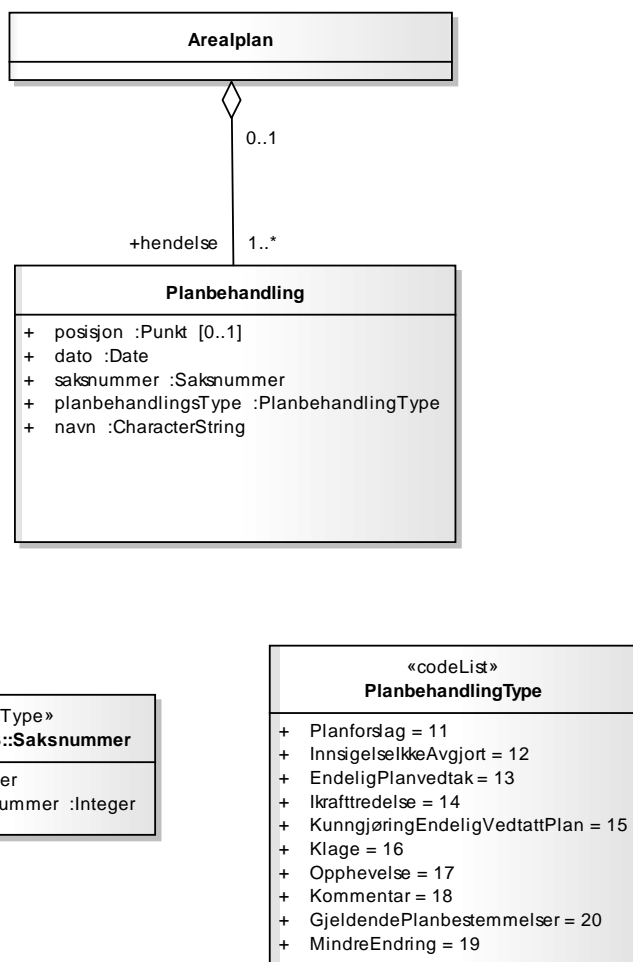 Arealplan
0..1
+hendelse 1..*
Planbehandling
+ posisjon :Punkt [0..1]
+ dato :Date
+ saksnummer :Saksnummer
+ planbehandlingsType :PlanbehandlingType
+ navn :CharacterString
Type»
::Saksnummer
er
ummer :Integer
«codeList»
PlanbehandlingType
+ Planforslag = 11
+ InnsigelseIkkeAvgjort = 12
+ EndeligPlanvedtak = 13
+ Ikrafttredelse = 14
+ KunngjøringEndeligVedtattPlan = 15
+ Klage = 16
+ Opphevelse = 17
+ Kommentar = 18
+ GjeldendePlanbestemmelser = 20
+ MindreEndring = 19